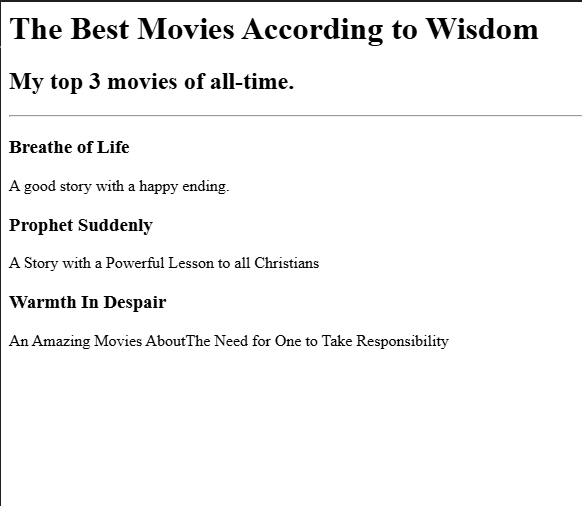 The Best Movies According to Wisdom
My top 3 movies of all-time.
Breathe of Life
A good story with a happy ending.
Prophet Suddenly
A Story with a Powerful Lesson to all Christians
Warmth In Despair
An Amazing Movies AboutThe Need for One to Take Responsibility